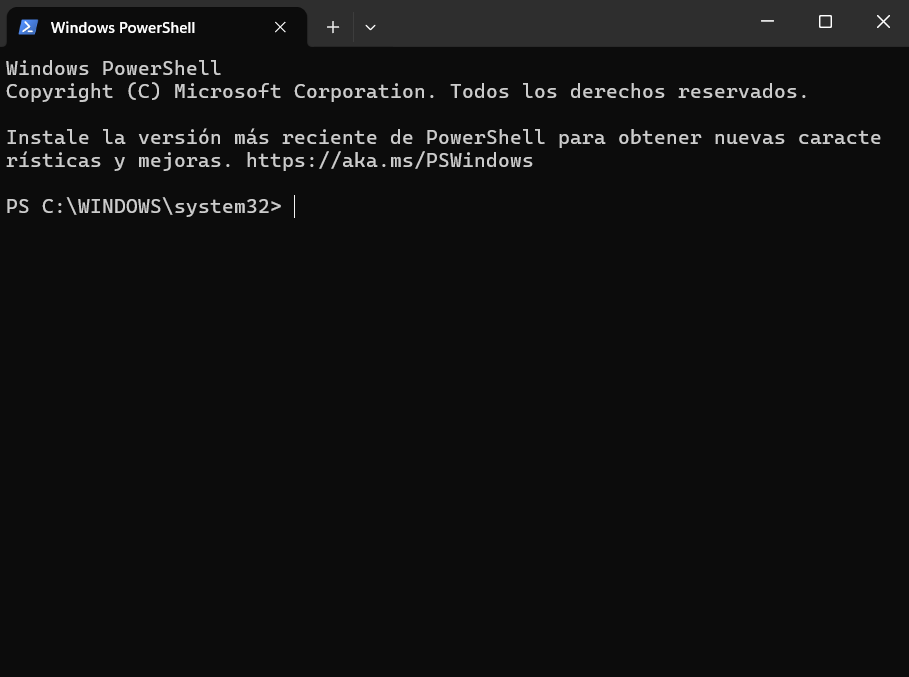 Windows PowerShell
Windows PowerShell
Copyright (C) Microsoft Corporation. Todos los derechos reservados.
Instale la versión más reciente de PowerShell para obtener nuevas caracte
rísticas y mejoras. https://aka.ms/PSWindows
PS C:\WINDOWS\system32>